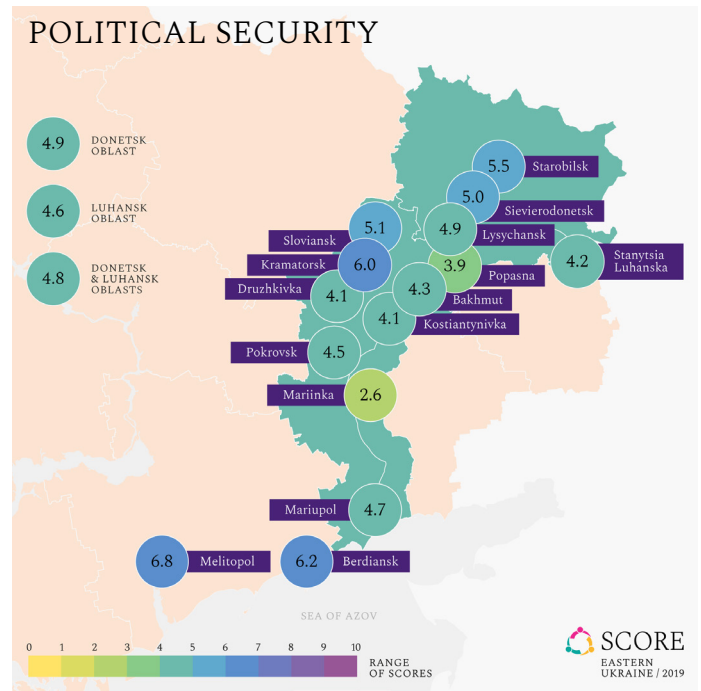 POLITICAL SECURITY
4.9
DONETSK
OBLAST
4.6
LUHANSK
OBLAST
4.8
DONETSK
& LUHANSK
OBLASTS
5.5
Starobilsk
5.0
Sievierodonetsk
5.1
Sloviansk
4.9
Lysychansk
6.0
Kramatorsk
3.9
Popasna
4.2
Stanytsia
Luhanska
4.1
Druzhkivka
4.3
Bakhmut
4.1
Kostiantynivka
4.5
Pokrovsk
2.6
Mariinka
4.7
Mariupol
6.8
Melitopol
6.2
Berdiansk
SEA OF AZOV
0 1 2 3 4 5 6 7 8 9 10
RANGE
OF SCORES
SCORE
EASTERN
UKRAINE / 2019